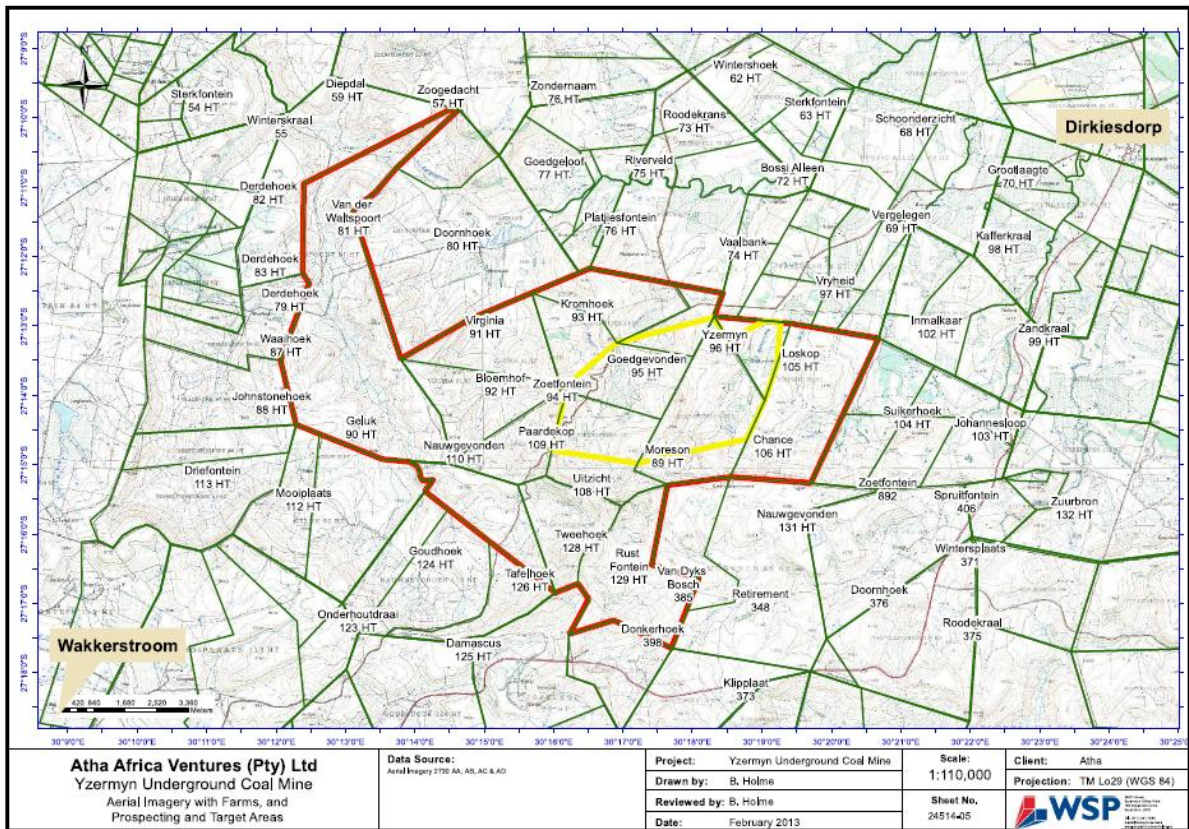 27°9'0"S
27°10'0"S
27°11'0"S
27°12'0"S
27°13'0"S
27°14'0"S
27°15'0"S
27°16'0"S
27°17'0"S
27°18'0"S
N
Sterkfontein
54 HT
Diepdal
59 HT
Zoogedacht
57 HT
Zondernaam
76 HT
Wintershoek
62 HT
Sterkfontein
63 HT
Schoonderzicht
68 HT
Dirkiesdorp
Winterskraal
55
Roodekrans
73 HT
Goedgeloof
77 HT
Riverveld
75 HT
Bossi Alleen
72 HT
Grootlaagte
70 HT
Derdehoek
82 HT
Van der
Waltspoort
81 HT
Doornhoek
80 HT
Platjiesfontein
76 HT
Vaalbank
74 HT
Vergelegen
69 HT
Kafferkraal
98 HT
Derdehoek
83 HT
Derdehoek
79 HT
Vryheid
97 HT
Kromhoek
93 HT
Virginia
91 HT
Yzermyn
96 HT
Inmalkaar
102 HT
Zandkraal
99 HT
Waaihoek
87 HT
Goedgevonden
95 HT
Loskop
105 HT
Bloemhof
92 HT
Zoetfontein
94 HT
Johnstonehoek
88 HT
Geluk
90 HT
Suikerhoek
104 HT
Johannesloop
103 HT
Paardekop
109 HT
Nauwgevonden
110 HT
Moreson
89 HT
Chance
106 HT
Driefontein
113 HT
Mooiplaats
112 HT
Uitzicht
108 HT
Zoetfontein
892
Spruitfontein
406
Zuurbron
132 HT
Nauwgevonden
131 HT
Goudhoek
124 HT
Tweehoek
128 HT
Rust
Fontein
129 HT
Wintersplaats
371
Tafelhoek
126 HT
Van Dyks
Bosch
385
Retirement
348
Doornhoek
376
Onderhoutdraai
123 HT
Donkerhoek
398
Roodekraal
375
Wakkerstroom
Damascus
125 HT
Klipplaat
373
420 840 1,680 2,520 3,360
Meters
30°9'0"E 30°10'0"E 30°11'0"E 30°12'0"E 30°13'0"E 30°14'0"E 30°15'0"E 30°16'0"E 30°17'0"E 30°18'0"E 30°19'0"E 30°20'0"E 30°21'0"E 30°22'0"E 30°23'0"E 30°24'0"E 30°25'0"E
Atha Africa Ventures (Pty) Ltd
Yzermyn Underground Coal Mine
Aerial Imagery with Farms, and
Prospecting and Target Areas
Data Source:
Aerial Imagery 2730 AA, AB, AC & AD
Project: Yzermyn Underground Coal Mine
Drawn by: B. Holme
Reviewed by: B. Holme
Date: February 2013
Scale:
1:110,000
Sheet No.
24514-05
Client: Atha
Projection: TM Lo29 (WGS 84)
WSP